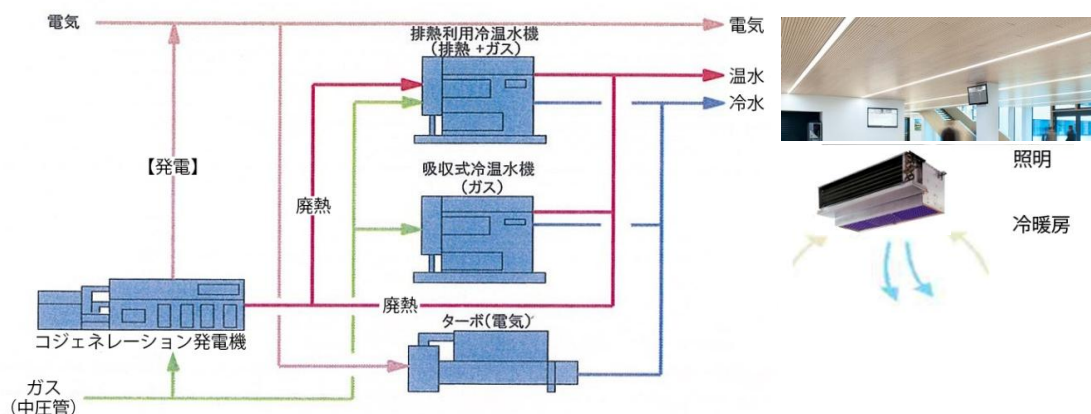 電気
排熱利用冷温水機
(排熱 +ガス)
電気
温水
冷水
【発電】
吸収式冷温水機
(ガス)
廃熱
廃熱
コジェネレーション発電機
ターボ(電気)
ガス
(中圧管)
照明
冷暖房